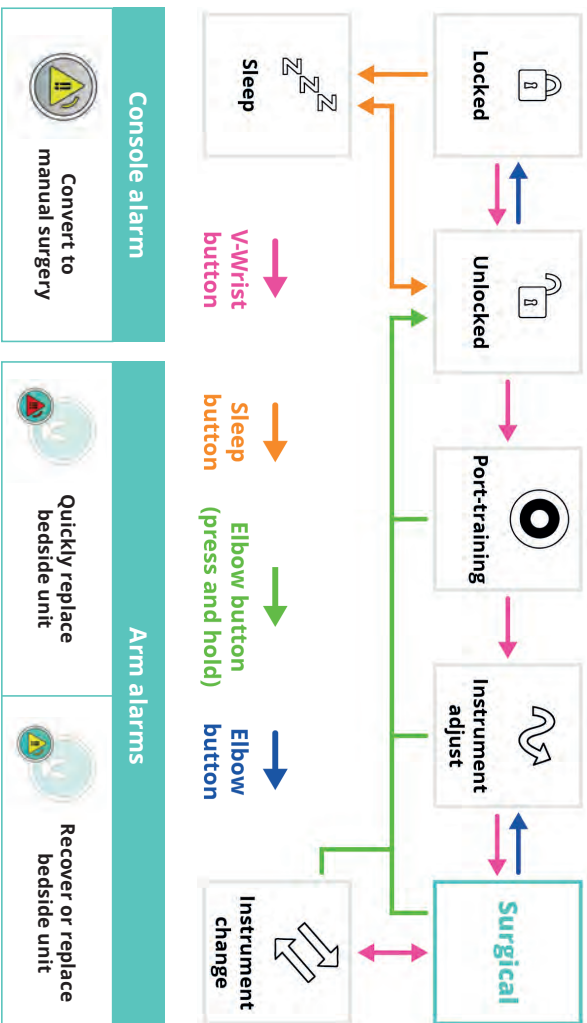 Locked
Unlocked
Port-training
Instrument
adjust
Surgical
zzz
Sleep
Instrument
change
V-Wrist
button
Sleep
button
Elbow button
(press and hold)
Elbow
button
Console alarm
Arm alarms
!!
Convert to
manual surgery
!!
Quickly replace
bedside unit
!!
Recover or replace
bedside unit